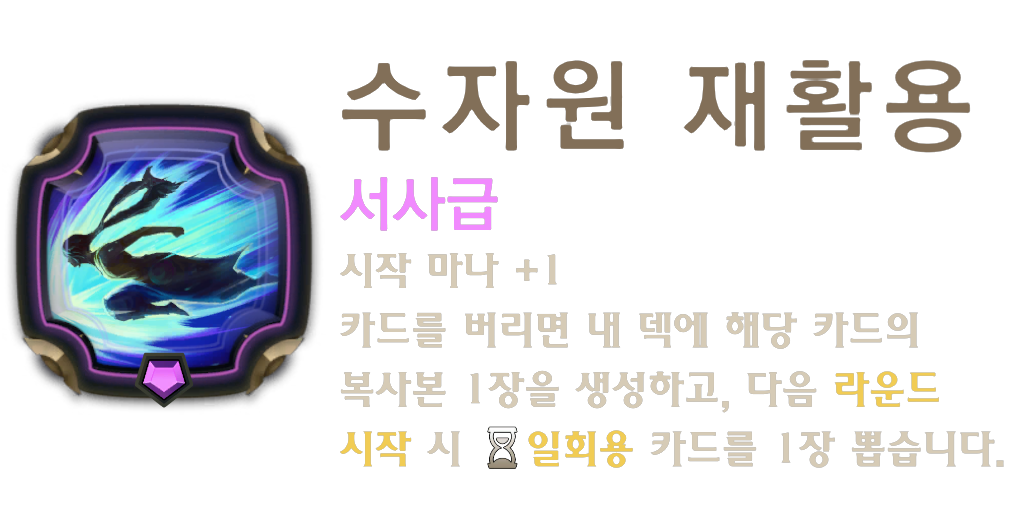 수자원 재활용
서사급
시작 마나 +1
카드를 버리면 내 덱에 해당 카드의
복사본 1장을 생성하고, 다음 라운드
시작 시 일회용 카드를 1장 뽑습니다.